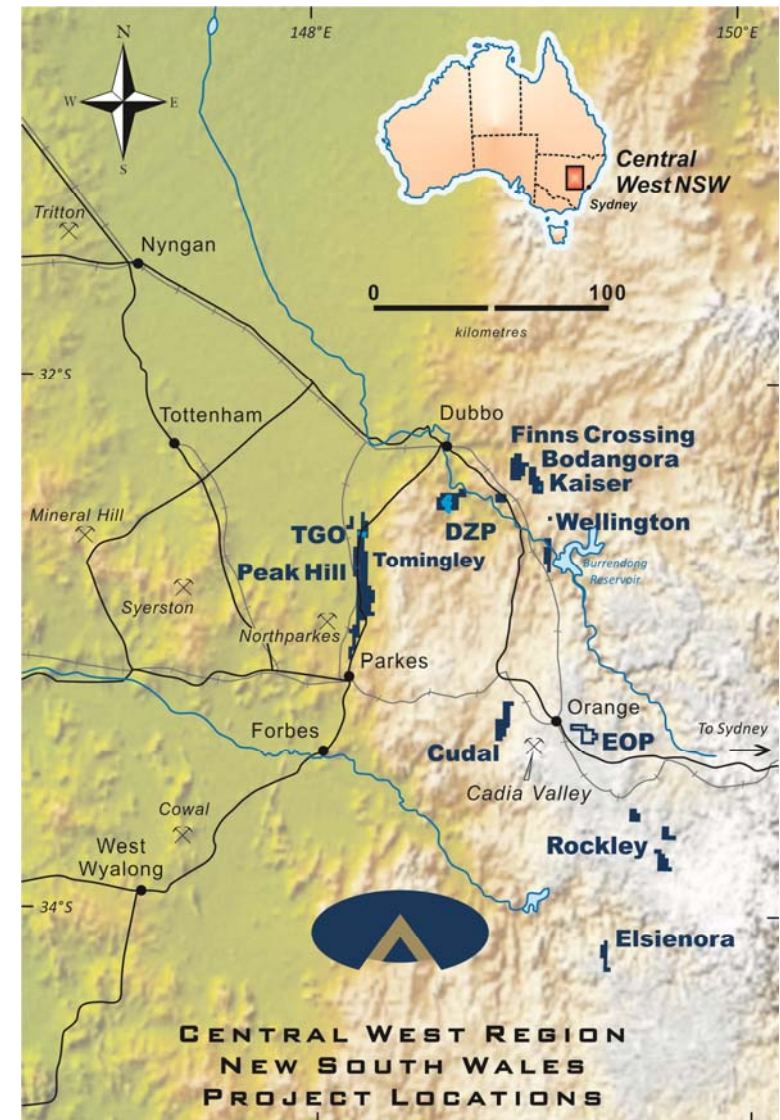 148°E
150°E
N
W
E
S
Central
West NSW
Sydney
Tritton
Nyngan
0
100
kilometres
32°S
Tottenham
Dubbo
Finns Crossing
Bodangora
Kaiser
Mineral Hill
TGO
DZP
Wellington
Peak Hill
Tomingley
Burrendong
Reservoir
Syerston
Northparkes
Parkes
Orange
To Sydney
Forbes
Cudal
EOP
Cadia Valley
Cowal
West
Wyalong
Rockley
34°S
Elsienora
CENTRAL WEST REGION
NEW SOUTH WALES
PROJECT LOCATIONS